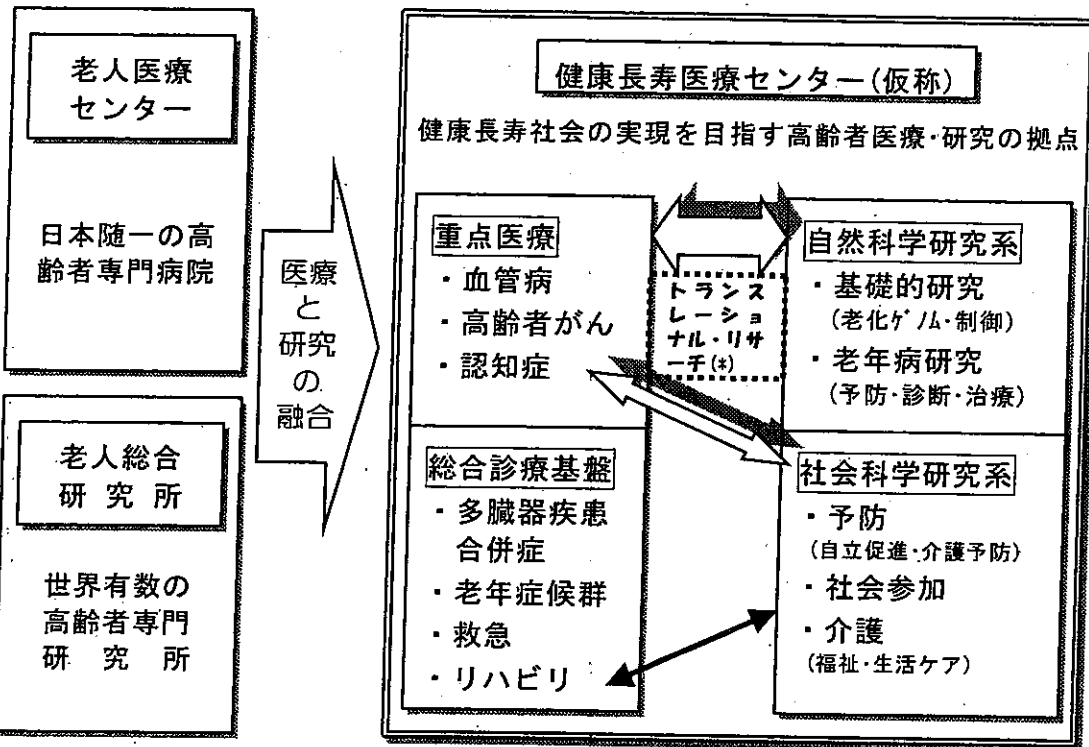 老人医療
センター
日本随一の高
齢者専門病院
老人総合
研究所
世界有数の
高齢者専門
研究所
医療
と
研究
の
融合
健康長寿医療センター(仮称)
健康長寿社会の実現を目指す高齢者医療・研究の拠点
重点医療
・血管病
・高齢者がん
・認知症
トランス
レーショ
ナル・リサ
ーチ(*)
自然科学研究系
・基礎的研究
(老化ゲノム・制御)
・老年病研究
(予防・診断・治療)
総合診療基盤
・多臓器疾患
合併症
・老年症候群
・救急
・リハビリ
社会科学研究系
・予防
(自立促進・介護予防)
・社会参加
・介護
(福祉・生活ケア)